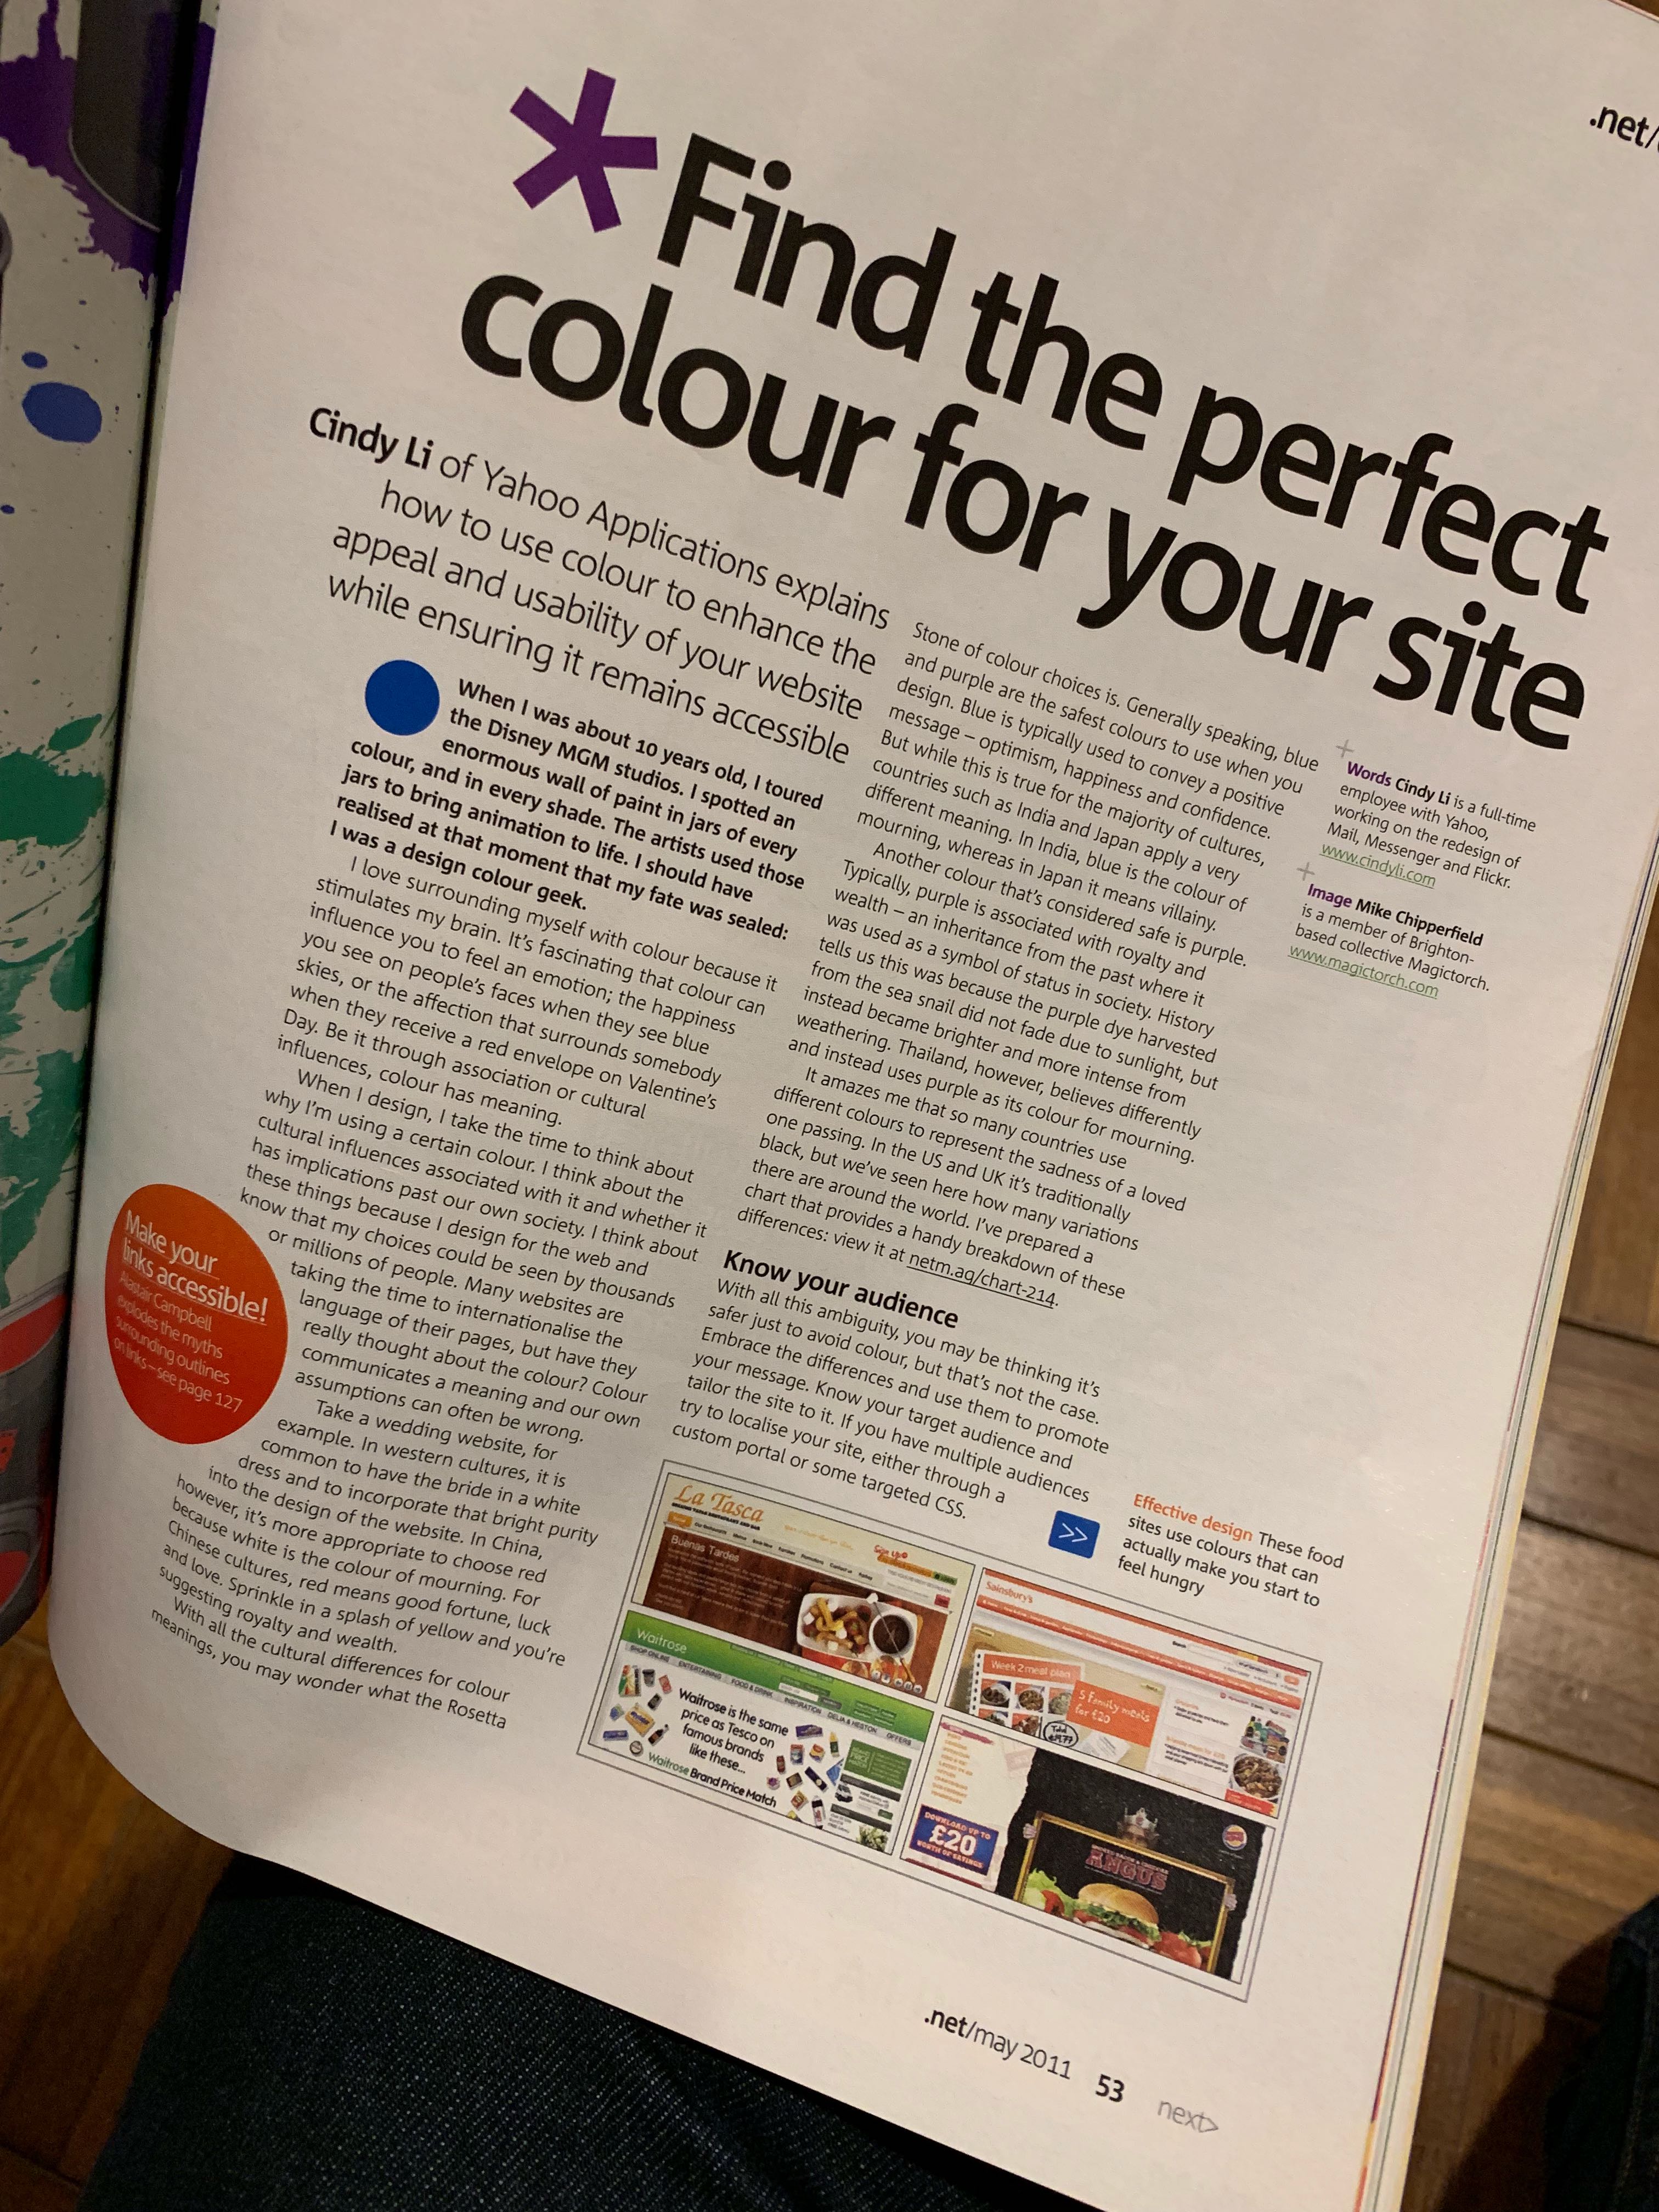 .net/
* Find the perfect
colour for your site
Cindy Li of Yahoo Applications explains
how to use colour to enhance the
appeal and usability of your website
while ensuring it remains accessible
When I was about 10 years old, I toured
the Disney MGM studios. I spotted an
enormous wall of paint in jars of every
colour, and in every shade. The artists used those
jars to bring animation to life. I should have
realised at that moment that my fate was sealed:
I was a design colour geek.
I love surrounding myself with colour because it
stimulates my brain. It's fascinating that colour can
influence you to feel an emotion; the happiness
you see on people's faces when they see blue
skies, or the affection that surrounds somebody
when they receive a red envelope on Valentine's
Day. Be it through association or cultural
influences, colour has meaning.
When I design, I take the time to think about
why I'm using a certain colour. I think about the
cultural influences associated with it and whether it
has implications past our own society. I think about
these things because I design for the web and
know that my choices could be seen by thousands
or millions of people. Many websites are
taking the time to internationalise the
language of their pages, but have they
really thought about the colour? Colour
communicates a meaning and our own
assumptions can often be wrong.
Take a wedding website, for
example. In western cultures, it is
common to have the bride in a white
dress and to incorporate that bright purity
into the design of the website. In China,
however, it's more appropriate to choose red
because white is the colour of mourning. For
Chinese cultures, red means good fortune, luck
and love. Sprinkle in a splash of yellow and you're
suggesting royalty and wealth.
With all the cultural differences for colour
meanings, you may wonder what the Rosetta
Make your
links accessible!
Alastair Campbell
explodes the myths
surrounding outlines
on links – see page 127
Stone of colour choices is. Generally speaking, blue
and purple are the safest colours to use when you
design. Blue is typically used to convey a positive
message – optimism, happiness and confidence.
But while this is true for the majority of cultures,
countries such as India and Japan apply a very
different meaning. In India, blue is the colour of
mourning, whereas in Japan it means villainy.
Another colour that's considered safe is purple.
Typically, purple is associated with royalty and
wealth – an inheritance from the past where it
was used as a symbol of status in society. History
tells us this was because the purple dye harvested
from the sea snail did not fade due to sunlight, but
instead became brighter and more intense from
weathering. Thailand, however, believes differently
and instead uses purple as its colour for mourning.
It amazes me that so many countries use
different colours to represent the sadness of a loved
one passing. In the US and UK it's traditionally
black, but we've seen here how many variations
there are around the world. I've prepared a
chart that provides a handy breakdown of these
differences: view it at netm.ag/chart-214.
Know your audience
With all this ambiguity, you may be thinking it's
safer just to avoid colour, but that's not the case.
Embrace the differences and use them to promote
your message. Know your target audience and
tailor the site to it. If you have multiple audiences
try to localise your site, either through a
custom portal or some targeted CSS.
Words Cindy Li is a full-time
employee with Yahoo,
working on the redesign of
Mail, Messenger and Flickr.
www.cindyli.com
Image Mike Chipperfield
is a member of Brighton-
based collective Magictorch.
www.magictorch.com
>>
Effective design These food
sites use colours that can
actually make you start to
feel hungry
La Tasca
Buenas Tardes
Sign Up
Waitrose
SHOP ONLINE ENTERTAINING FOOD & DRINK INSPIRATION DELIA & HESTON OFFERS
Waitrose is the same
price as Tesco on
famous brands
like these...
Waitrose Brand Price Match
Sainsbury's
Search
Week 2 meal plan
5 family meals
for £20
DOWNLOAD UP TO
£20
WORTH OF SAVINGS
ANGUS
.net/may 2011 53 next>